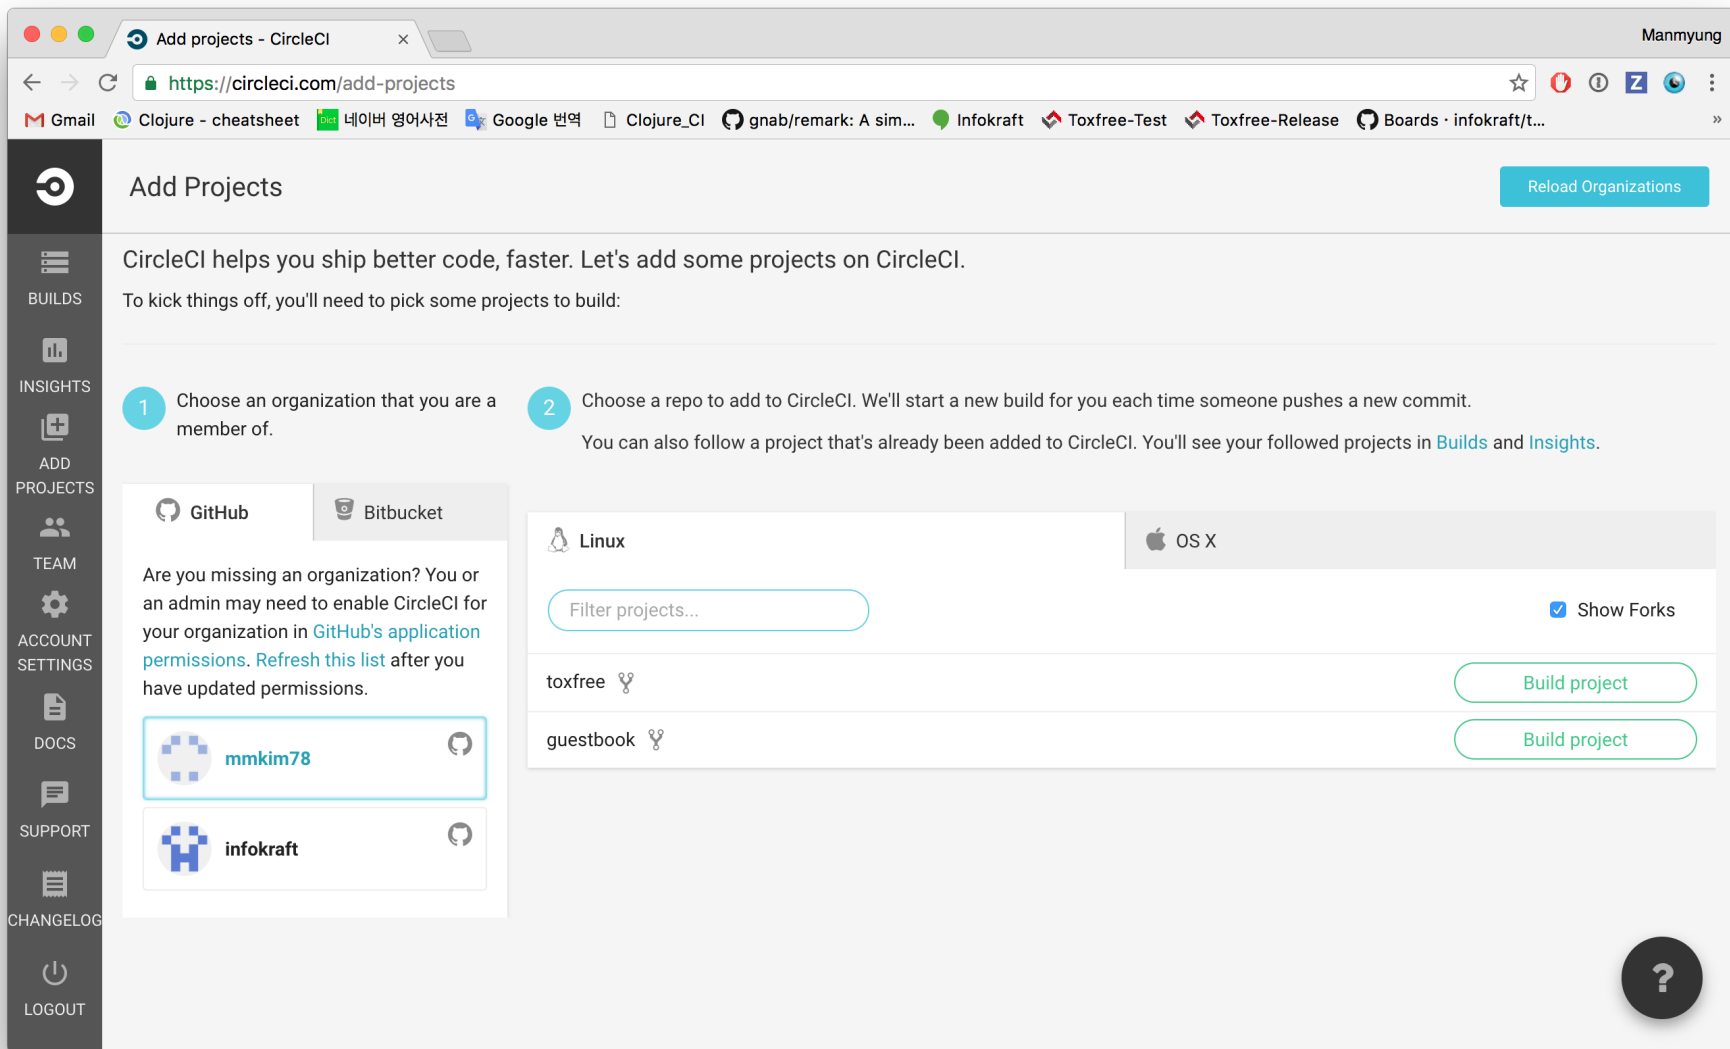 Add projects - CircleCI
Manmyung
https://circleci.com/add-projects
Gmail
Clojure - cheatsheet
Dict 네이버 영어사전
Google 번역
Clojure_CI
gnab/remark: A sim...
Infokraft
Toxfree-Test
Toxfree-Release
Boards · infokraft/t...
»
Add Projects
Reload Organizations
CircleCI helps you ship better code, faster. Let's add some projects on CircleCI.
To kick things off, you'll need to pick some projects to build:
BUILDS
INSIGHTS
ADD
PROJECTS
TEAM
ACCOUNT
SETTINGS
DOCS
SUPPORT
CHANGELOG
LOGOUT
1
Choose an organization that you are a
member of.
GitHub
Bitbucket
Are you missing an organization? You or
an admin may need to enable CircleCI for
your organization in GitHub's application
permissions. Refresh this list after you
have updated permissions.
mmkim78
infokraft
2
Choose a repo to add to CircleCI. We'll start a new build for you each time someone pushes a new commit.
You can also follow a project that's already been added to CircleCI. You'll see your followed projects in Builds and Insights.
Linux
OS X
Filter projects...
Show Forks
toxfree
Build project
guestbook
Build project
?